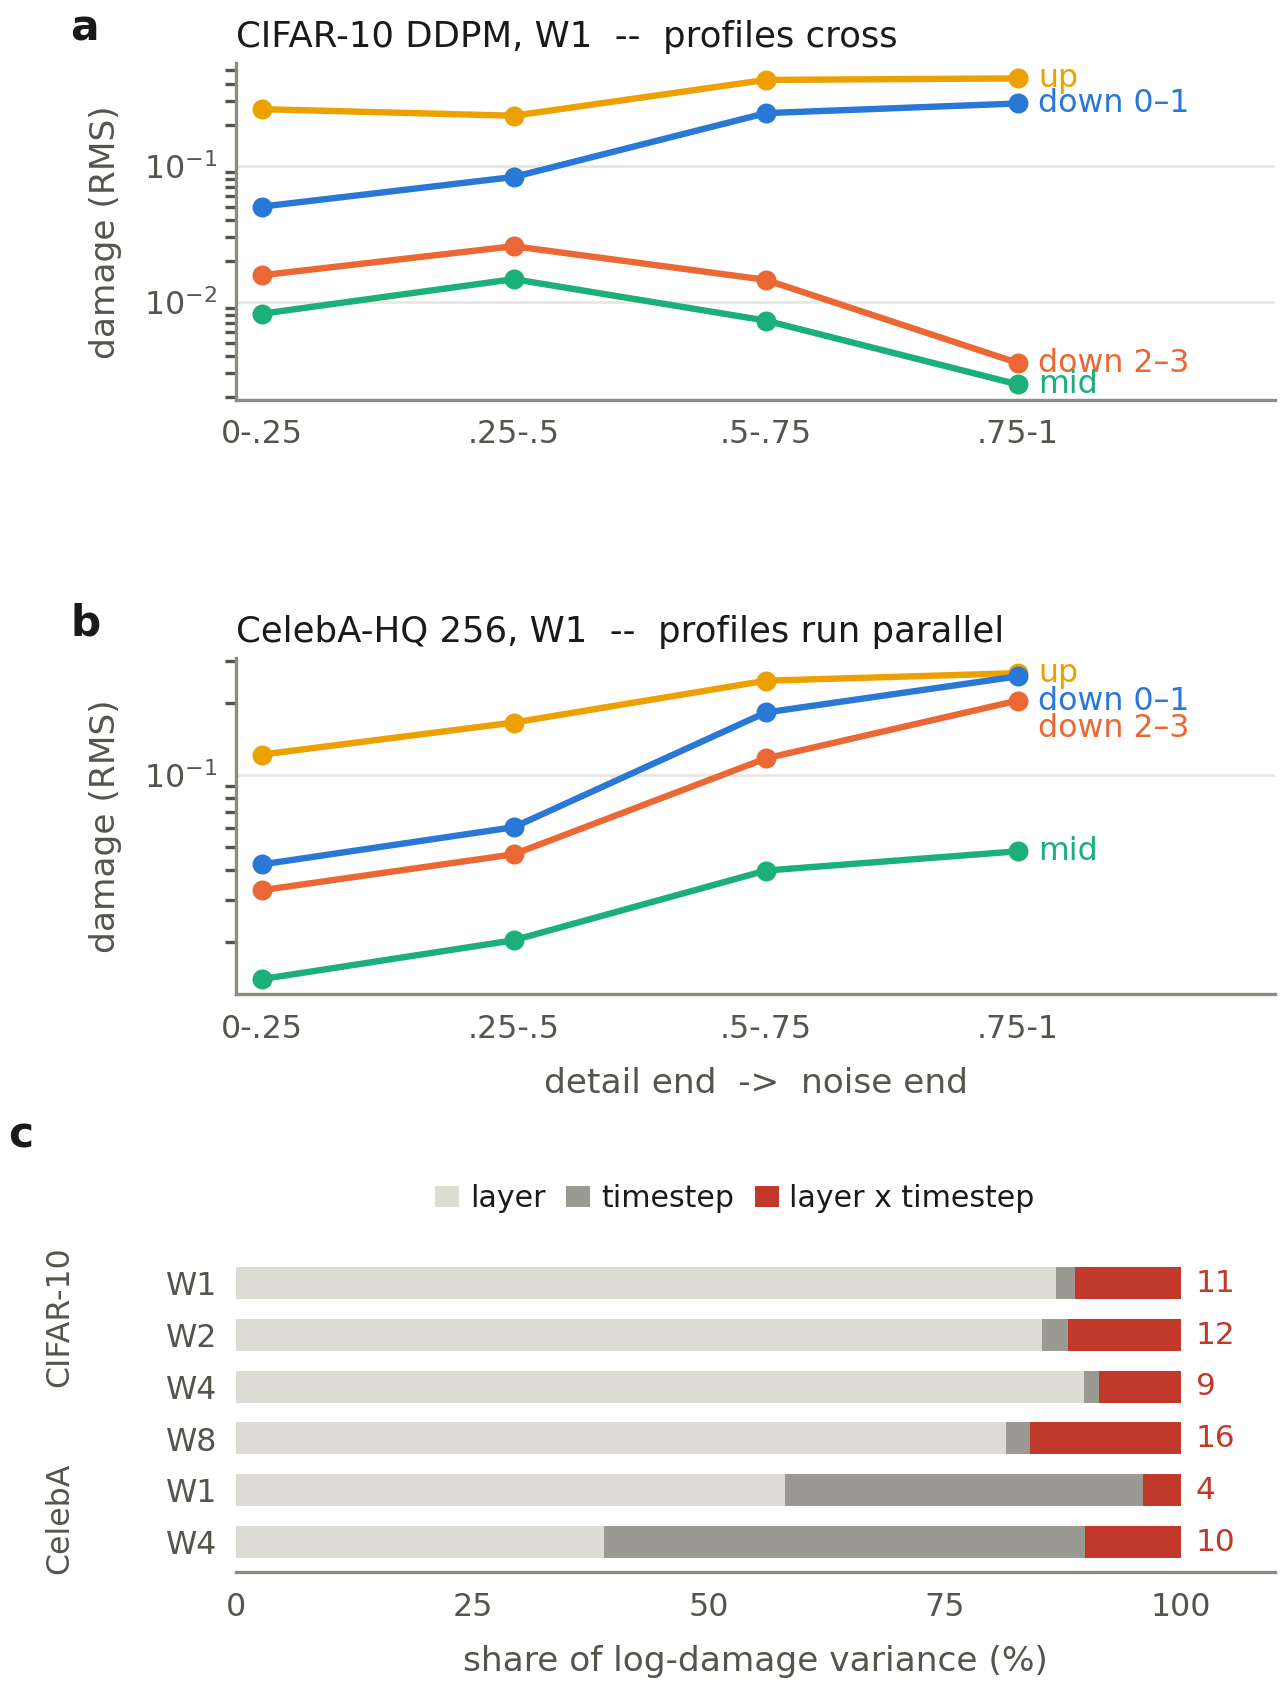 a
CIFAR-10 DDPM, W1  --  profiles cross
damage (RMS)
10⁻¹
10⁻²
up
down 0–1
down 2–3
mid
0-.25
.25-.5
.5-.75
.75-1
b
CelebA-HQ 256, W1  --  profiles run parallel
damage (RMS)
10⁻¹
up
down 0–1
down 2–3
mid
0-.25
.25-.5
.5-.75
.75-1
detail end  ->  noise end
c
layer
timestep
layer x timestep
CIFAR-10
W1
11
W2
12
W4
9
W8
16
CelebA
W1
4
W4
10
0
25
50
75
100
share of log-damage variance (%)